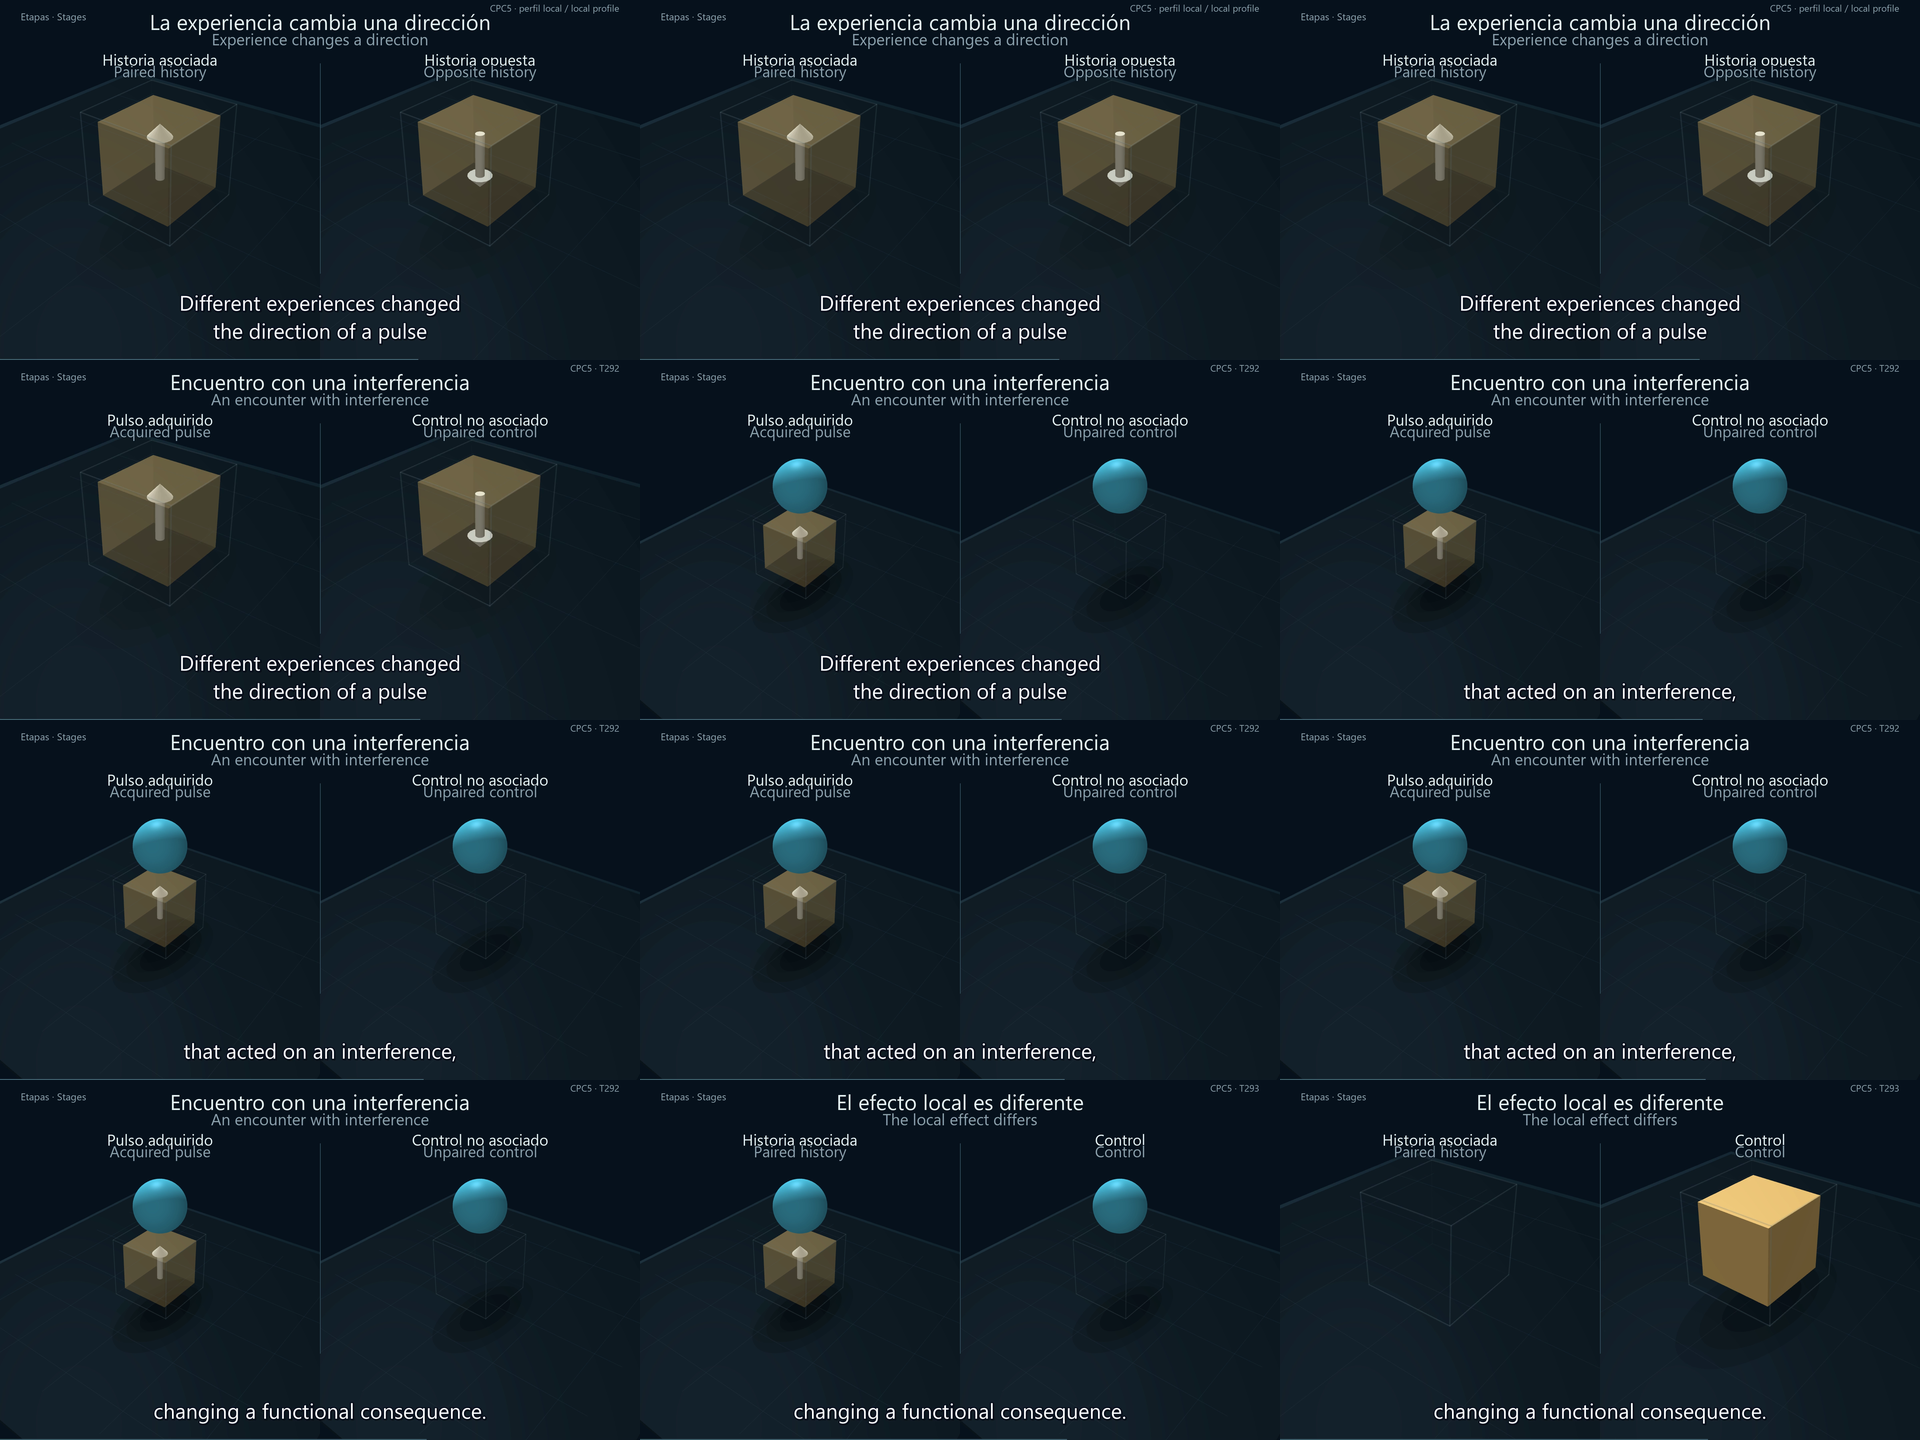 CPC5 · perfil local / local profile
Etapas · Stages
La experiencia cambia una dirección
Experience changes a direction
Historia asociada
Paired history
Historia opuesta
Opposite history
Different experiences changed
the direction of a pulse
CPC5 · perfil local / local profile
Etapas · Stages
La experiencia cambia una dirección
Experience changes a direction
Historia asociada
Paired history
Historia opuesta
Opposite history
Different experiences changed
the direction of a pulse
CPC5 · perfil local / local profile
Etapas · Stages
La experiencia cambia una dirección
Experience changes a direction
Historia asociada
Paired history
Historia opuesta
Opposite history
Different experiences changed
the direction of a pulse
CPC5 · T292
Etapas · Stages
Encuentro con una interferencia
An encounter with interference
Pulso adquirido
Acquired pulse
Control no asociado
Unpaired control
Different experiences changed
the direction of a pulse
CPC5 · T292
Etapas · Stages
Encuentro con una interferencia
An encounter with interference
Pulso adquirido
Acquired pulse
Control no asociado
Unpaired control
Different experiences changed
the direction of a pulse
CPC5 · T292
Etapas · Stages
Encuentro con una interferencia
An encounter with interference
Pulso adquirido
Acquired pulse
Control no asociado
Unpaired control
that acted on an interference,
CPC5 · T292
Etapas · Stages
Encuentro con una interferencia
An encounter with interference
Pulso adquirido
Acquired pulse
Control no asociado
Unpaired control
that acted on an interference,
CPC5 · T292
Etapas · Stages
Encuentro con una interferencia
An encounter with interference
Pulso adquirido
Acquired pulse
Control no asociado
Unpaired control
that acted on an interference,
CPC5 · T292
Etapas · Stages
Encuentro con una interferencia
An encounter with interference
Pulso adquirido
Acquired pulse
Control no asociado
Unpaired control
that acted on an interference,
CPC5 · T292
Etapas · Stages
Encuentro con una interferencia
An encounter with interference
Pulso adquirido
Acquired pulse
Control no asociado
Unpaired control
changing a functional consequence.
CPC5 · T293
Etapas · Stages
El efecto local es diferente
The local effect differs
Historia asociada
Paired history
Control
Control
changing a functional consequence.
CPC5 · T293
Etapas · Stages
El efecto local es diferente
The local effect differs
Historia asociada
Paired history
Control
Control
changing a functional consequence.